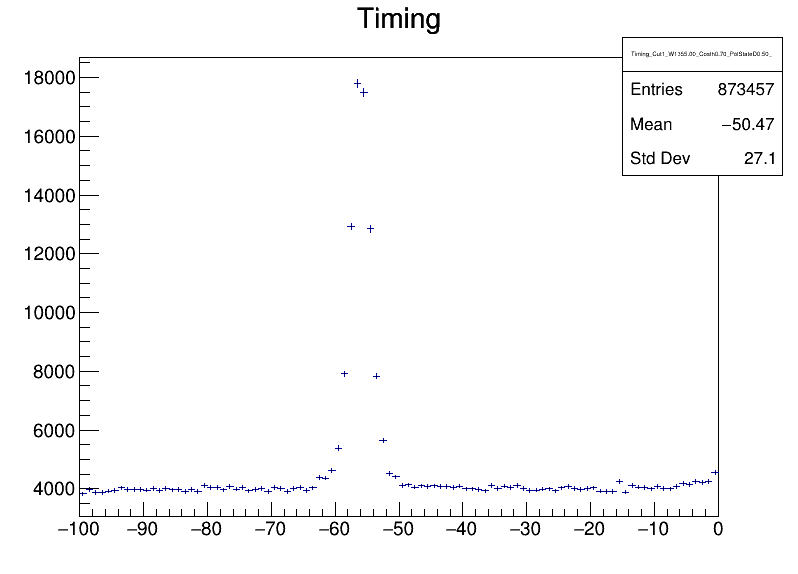 Timing
Timing_Cut1_W1355.00_Costh0.70_PolStateD0.50_
Entries 873457
Mean −50.47
Std Dev 27.1
18000
16000
14000
12000
10000
8000
6000
4000
−100 −90 −80 −70 −60 −50 −40 −30 −20 −10 0